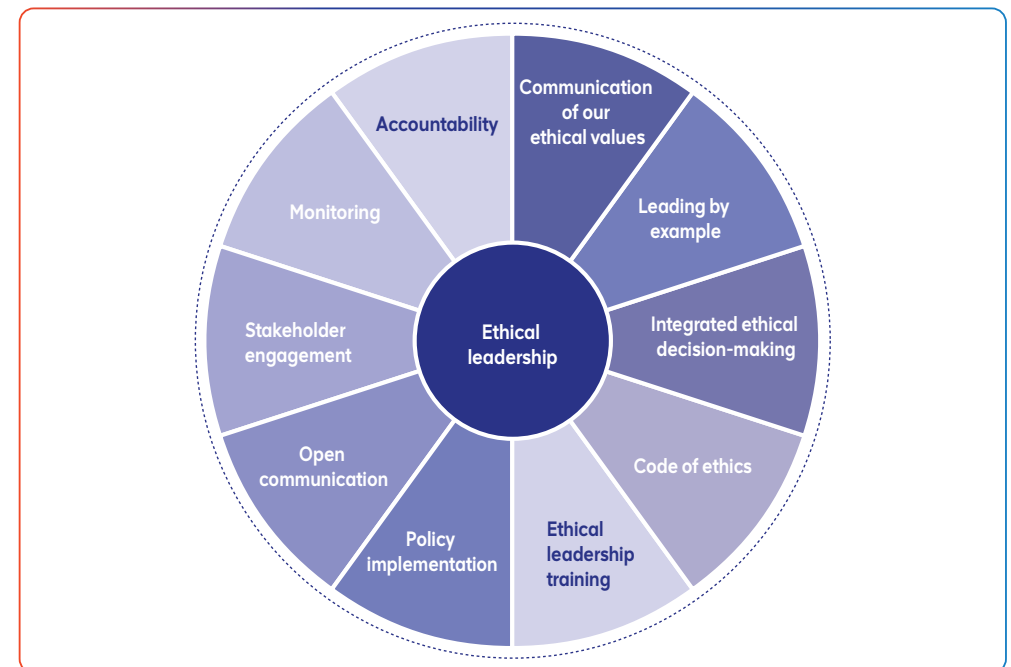 Communication
of our
ethical values
Leading by
example
Integrated ethical
decision-making
Code of ethics
Ethical
leadership
training
Policy
implementation
Open
communication
Stakeholder
engagement
Monitoring
Accountability
Ethical
leadership